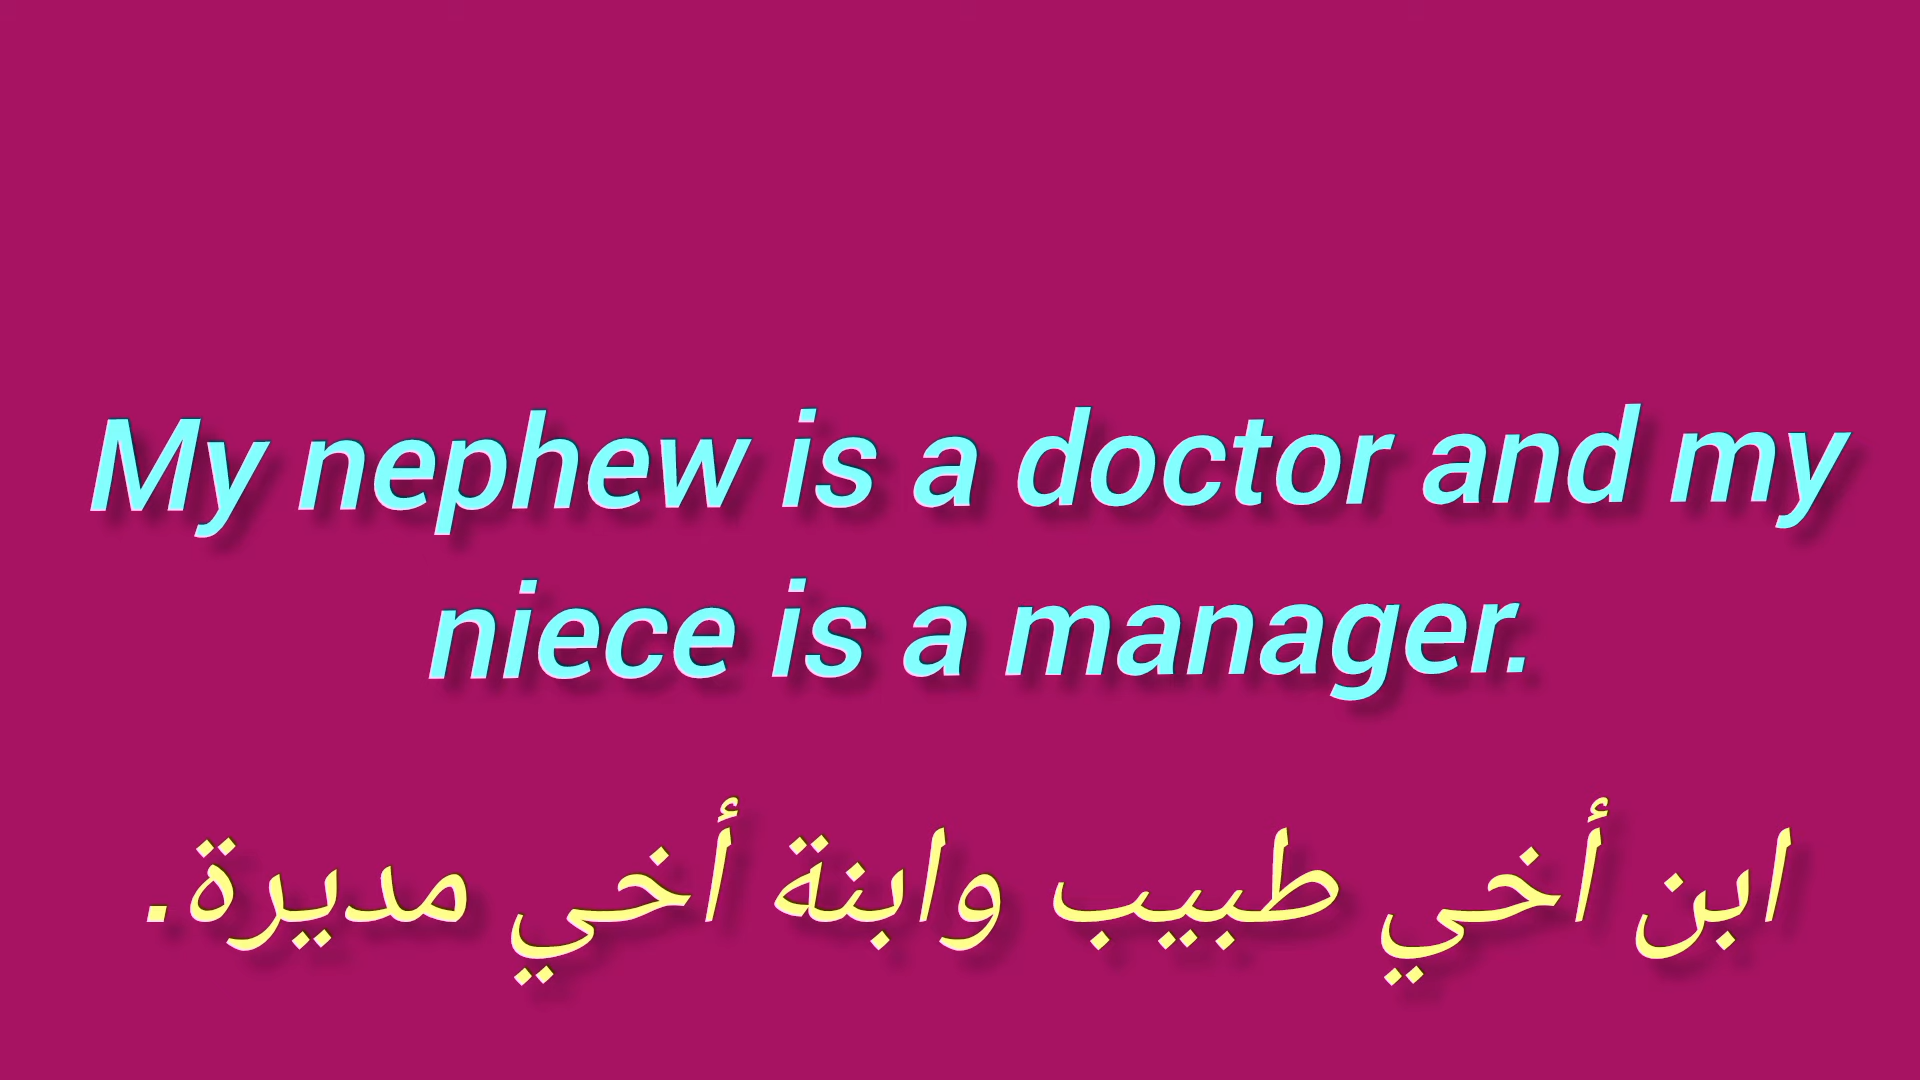 My nephew is a doctor and my
niece is a manager.
ابن أخي طبيب وابنة أخي مديرة.